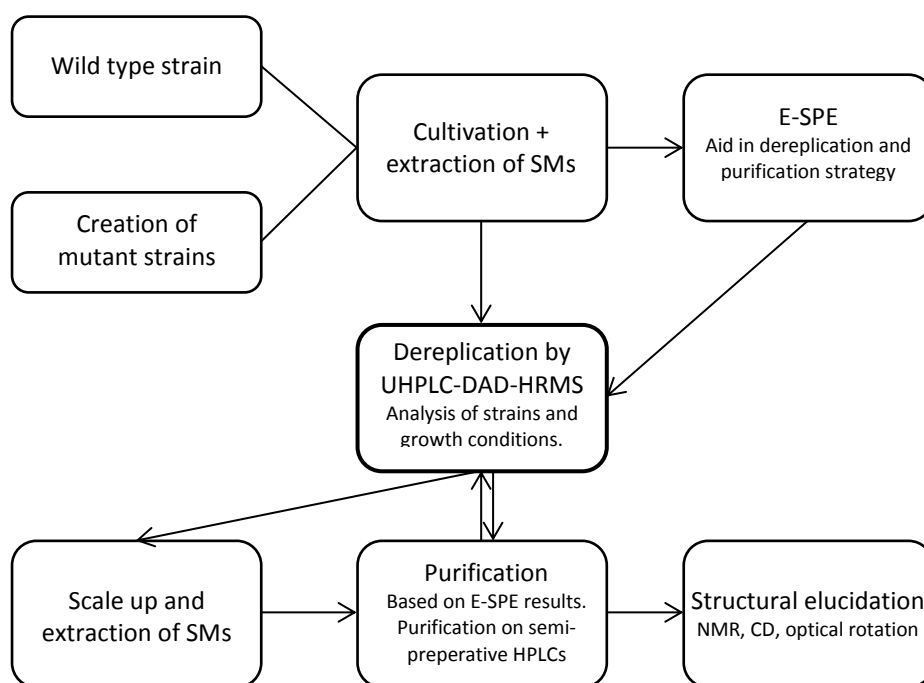 Wild type strain
Creation of
mutant strains
Cultivation +
extraction of SMs
E-SPE
Aid in dereplication and
purification strategy
Dereplication by
UHPLC-DAD-HRMS
Analysis of strains and
growth conditions.
Scale up and
extraction of SMs
Purification
Based on E-SPE results.
Purification on semi-
preperative HPLCs
Structural elucidation
NMR, CD, optical rotation